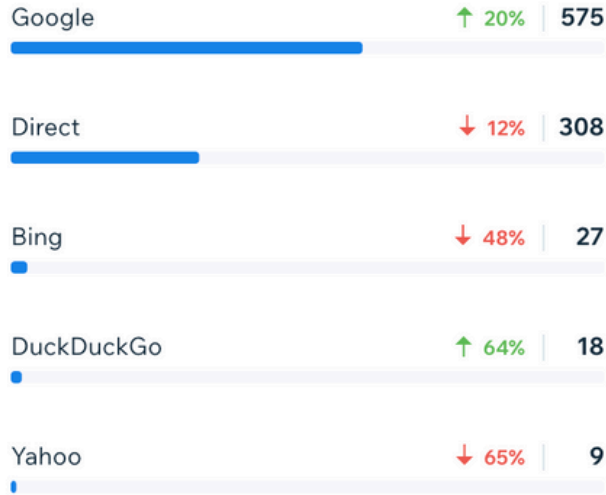 Google ↑ 20% 575
Direct ↓ 12% 308
Bing ↓ 48% 27
DuckDuckGo ↑ 64% 18
Yahoo ↓ 65% 9